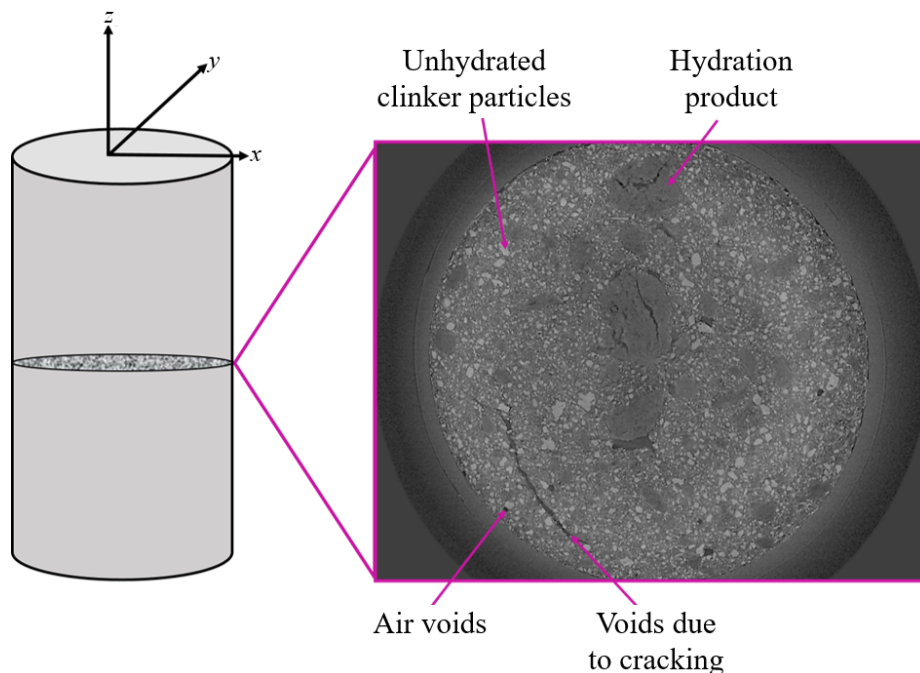 z
y
x
Unhydrated
clinker particles
Hydration
product
Air voids
Voids due
to cracking